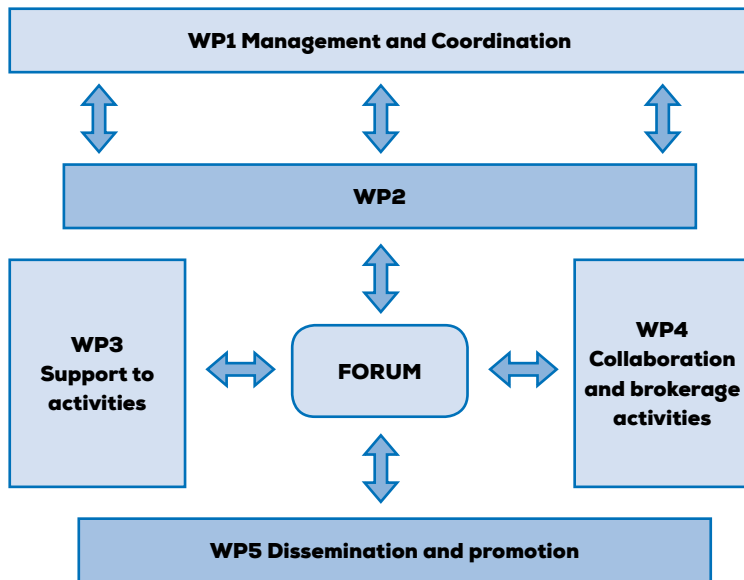 WP1 Management and Coordination
WP2
WP3
Support to
activities
FORUM
WP4
Collaboration
and brokerage
activities
WP5 Dissemination and promotion